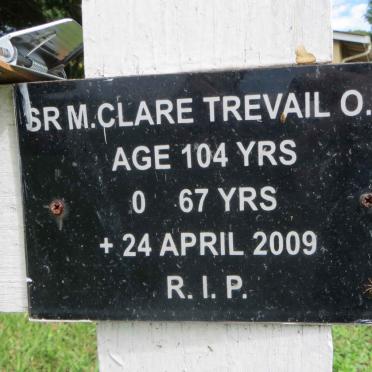 SR M.CLARE TREVAIL O.
AGE 104 YRS
0 67 YRS
+ 24 APRIL 2009
R. I. P.